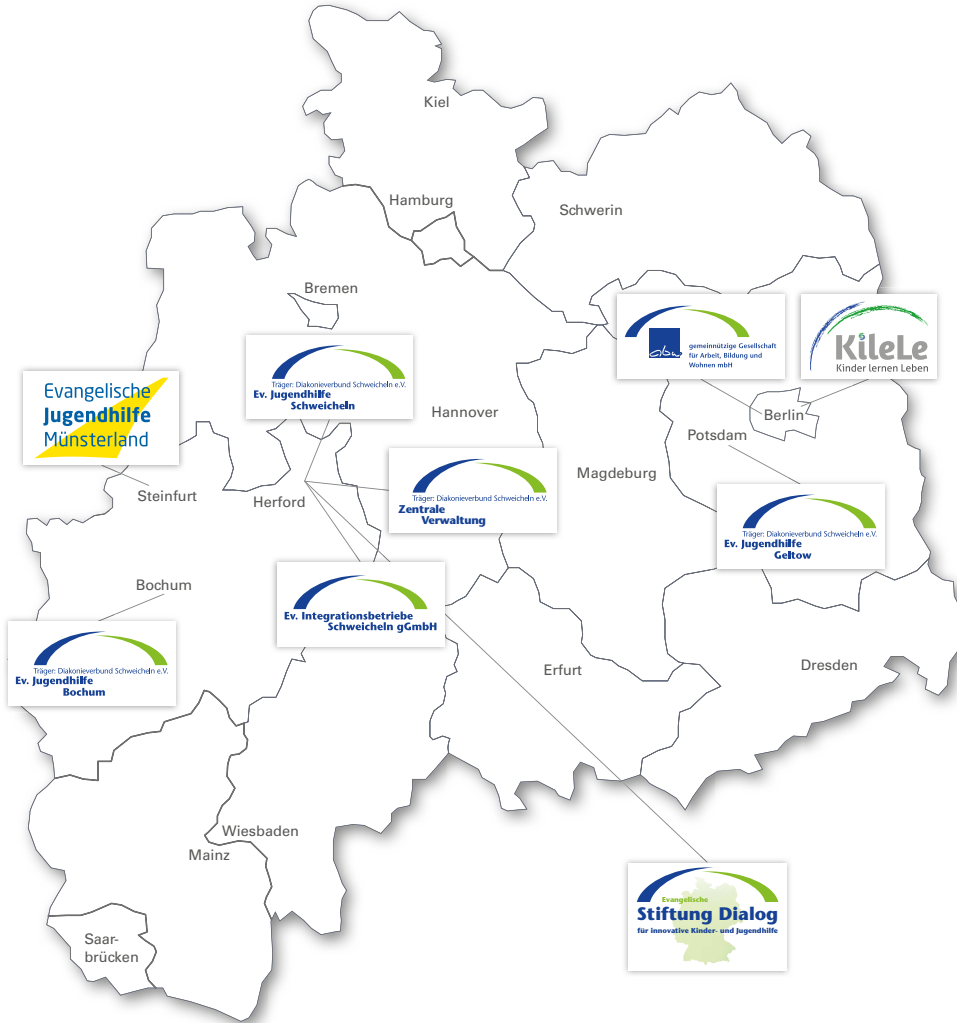 Kiel
Hamburg
Schwerin
Bremen
gemeinnützige Gesellschaft
für Arbeit, Bildung und
Wohnen mbH
KiLeLe
Kinder lernen Leben
Träger: Diakonieverbund Schweicheln e.V.
Ev. Jugendhilfe
Schweicheln
Evangelische
Jugendhilfe
Münsterland
Hannover
Berlin
Potsdam
Magdeburg
Steinfurt
Herford
Träger: Diakonieverbund Schweicheln e.V.
Zentrale
Verwaltung
Träger: Diakonieverbund Schweicheln e.V.
Ev. Jugendhilfe
Geltow
Bochum
Ev. Integrationsbetriebe
Schweicheln gGmbH
Träger: Diakonieverbund Schweicheln e.V.
Ev. Jugendhilfe
Bochum
Erfurt
Dresden
Wiesbaden
Mainz
Evangelische
Stiftung Dialog
für innovative Kinder- und Jugendhilfe
Saar-
brücken